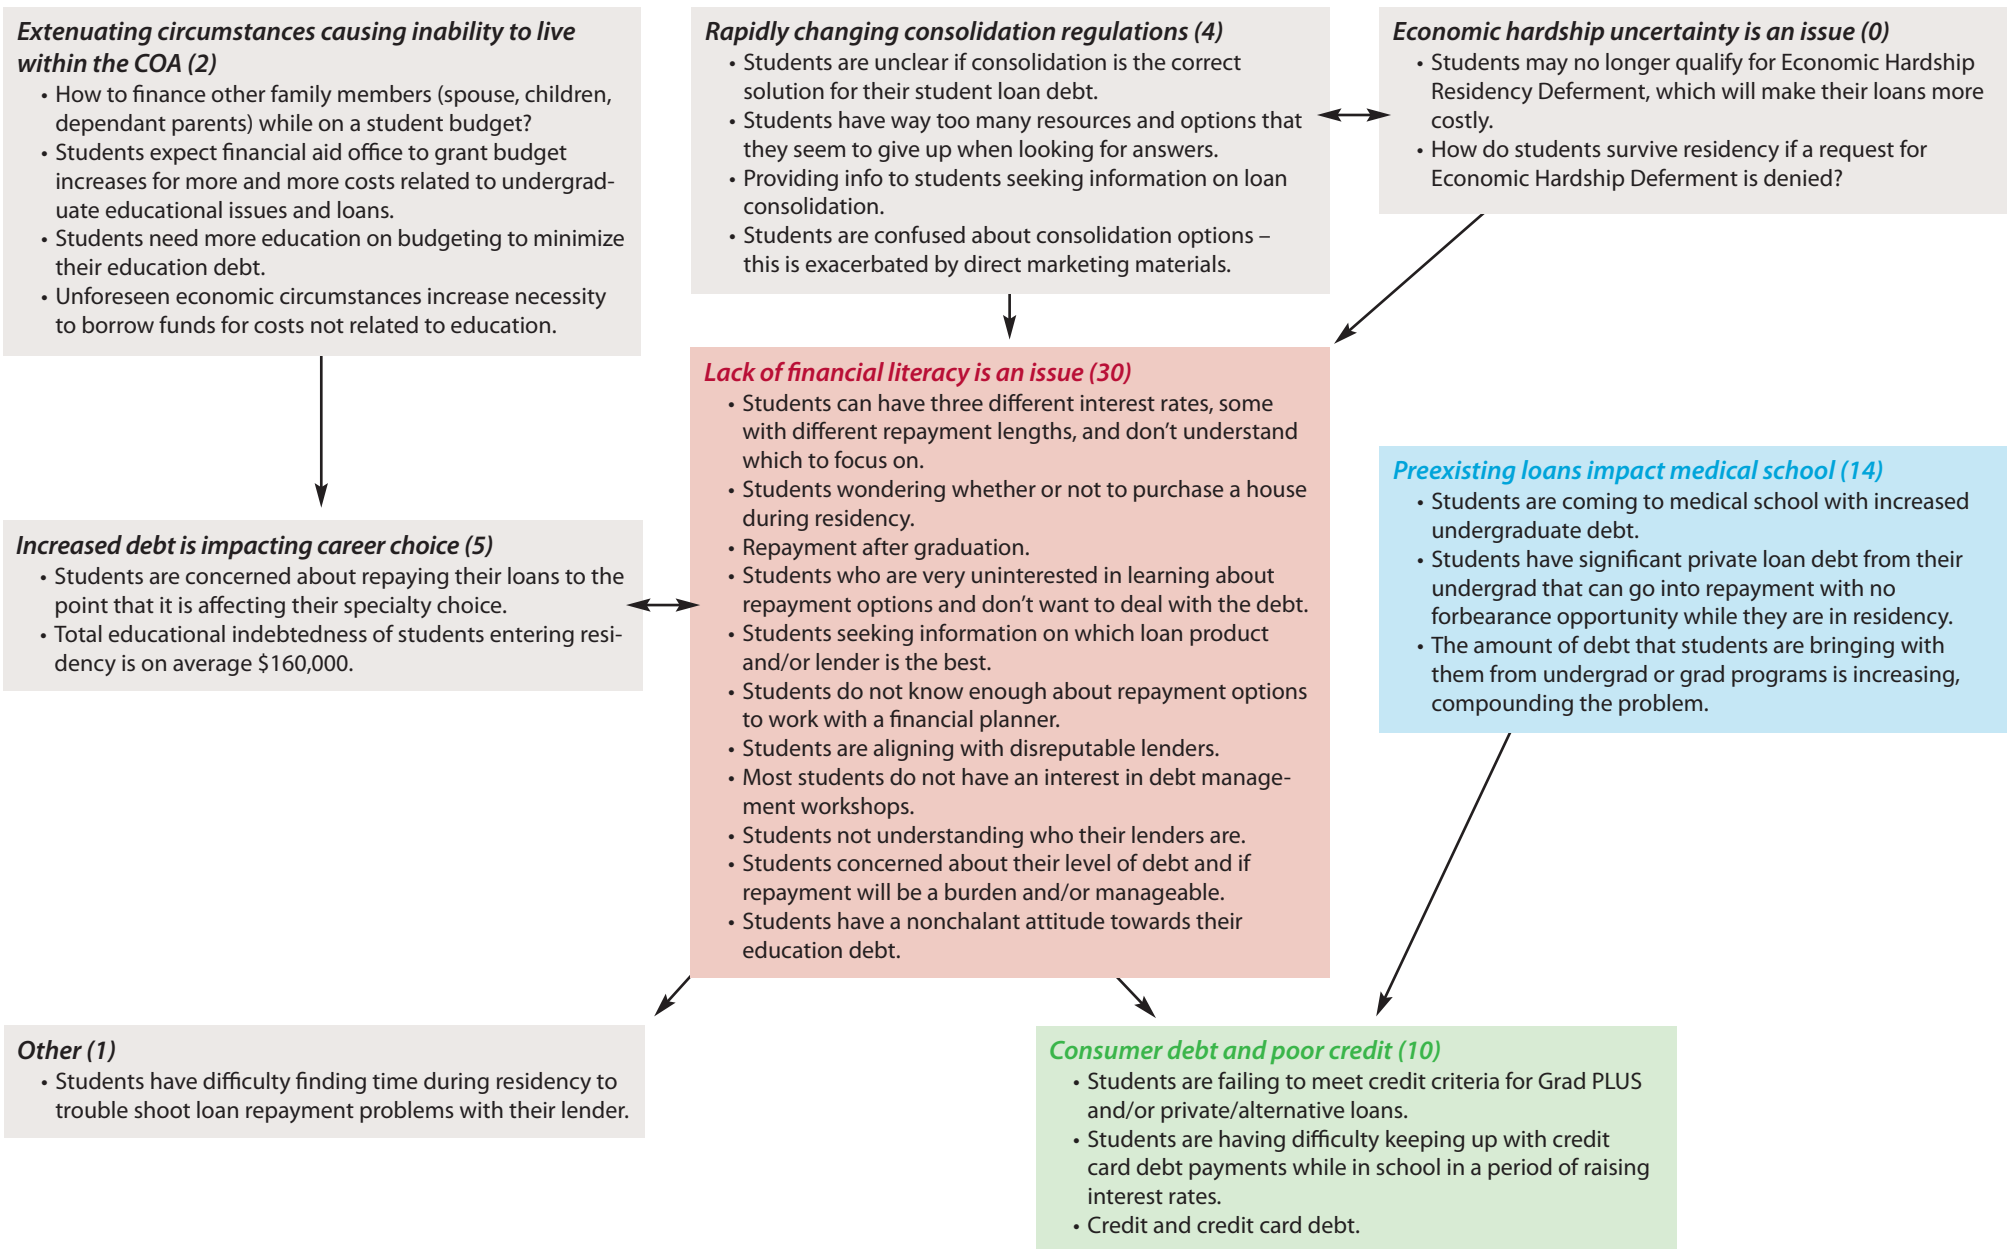 Extenuating circumstances causing inability to live
within the COA (2)
• How to finance other family members (spouse, children,
dependant parents) while on a student budget?
• Students expect financial aid office to grant budget
increases for more and more costs related to undergrad-
uate educational issues and loans.
• Students need more education on budgeting to minimize
their education debt.
• Unforeseen economic circumstances increase necessity
to borrow funds for costs not related to education.
Rapidly changing consolidation regulations (4)
• Students are unclear if consolidation is the correct
solution for their student loan debt.
• Students have way too many resources and options that
they seem to give up when looking for answers.
• Providing info to students seeking information on loan
consolidation.
• Students are confused about consolidation options –
this is exacerbated by direct marketing materials.
Economic hardship uncertainty is an issue (0)
• Students may no longer qualify for Economic Hardship
Residency Deferment, which will make their loans more
costly.
• How do students survive residency if a request for
Economic Hardship Deferment is denied?
Lack of financial literacy is an issue (30)
• Students can have three different interest rates, some
with different repayment lengths, and don't understand
which to focus on.
• Students wondering whether or not to purchase a house
during residency.
• Repayment after graduation.
• Students who are very uninterested in learning about
repayment options and don't want to deal with the debt.
• Students seeking information on which loan product
and/or lender is the best.
• Students do not know enough about repayment options
to work with a financial planner.
• Students are aligning with disreputable lenders.
• Most students do not have an interest in debt manage-
ment workshops.
• Students not understanding who their lenders are.
• Students concerned about their level of debt and if
repayment will be a burden and/or manageable.
• Students have a nonchalant attitude towards their
education debt.
Preexisting loans impact medical school (14)
• Students are coming to medical school with increased
undergraduate debt.
• Students have significant private loan debt from their
undergrad that can go into repayment with no
forbearance opportunity while they are in residency.
• The amount of debt that students are bringing with
them from undergrad or grad programs is increasing,
compounding the problem.
Increased debt is impacting career choice (5)
• Students are concerned about repaying their loans to the
point that it is affecting their specialty choice.
• Total educational indebtedness of students entering resi-
dency is on average $160,000.
Other (1)
• Students have difficulty finding time during residency to
trouble shoot loan repayment problems with their lender.
Consumer debt and poor credit (10)
• Students are failing to meet credit criteria for Grad PLUS
and/or private/alternative loans.
• Students are having difficulty keeping up with credit
card debt payments while in school in a period of raising
interest rates.
• Credit and credit card debt.